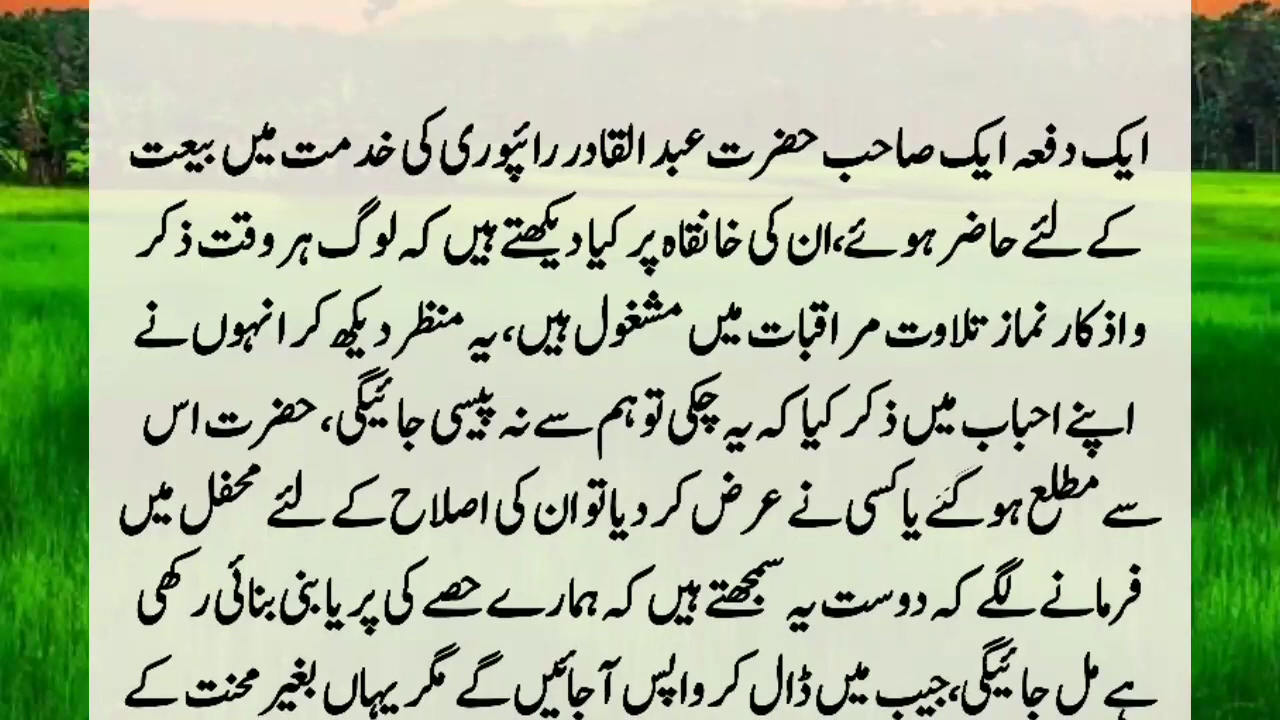 ایک دفعہ ایک صاحب حضرت عبدالقادر رائپوری کی خدمت میں بیعت
کے لئے حاضر ہوئے،ان کی خانقاہ پر کیا دیکھتے ہیں کہ لوگ ہر وقت ذکر
واذکار نماز تلاوت مراقبات میں مشغول ہیں،یہ منظر دیکھ کر انہوں نے
اپنے احباب میں ذکر کیا کہ یہ چکی تو ہم سے نہ پیسی جائیگی، حضرت اس
سے مطلع ہوگئے یا کسی نے عرض کر دیا تو ان کی اصلاح کے لئے محفل میں
فرمانے لگے کہ دوست یہ سمجھتے ہیں کہ ہمارے حصے کی پر یا بنی بنائی رکھی
ہے مل جائیگی،جیب میں ڈال کر واپس آجائیں گے مگر یہاں بغیر محنت کے